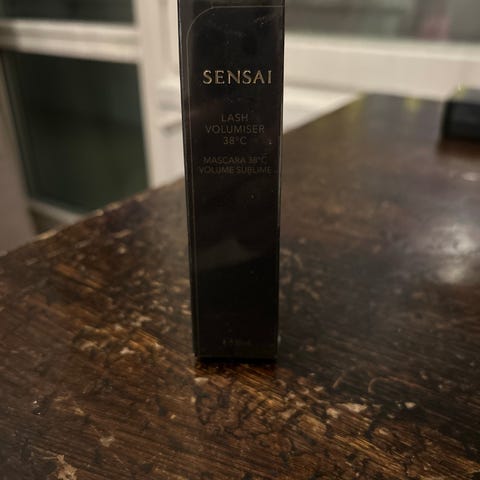 SENSAI
LASH
VOLUMISER
38°C
MASCARA 38°C
VOLUME SUBLIME